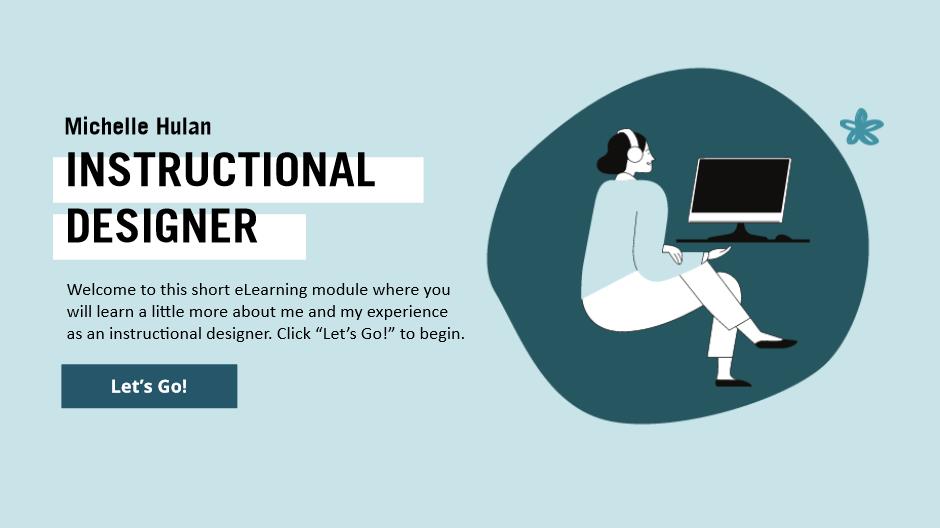 Michelle Hulan
INSTRUCTIONAL
DESIGNER
Welcome to this short eLearning module where you
will learn a little more about me and my experience
as an instructional designer. Click “Let’s Go!” to begin.
Let’s Go!